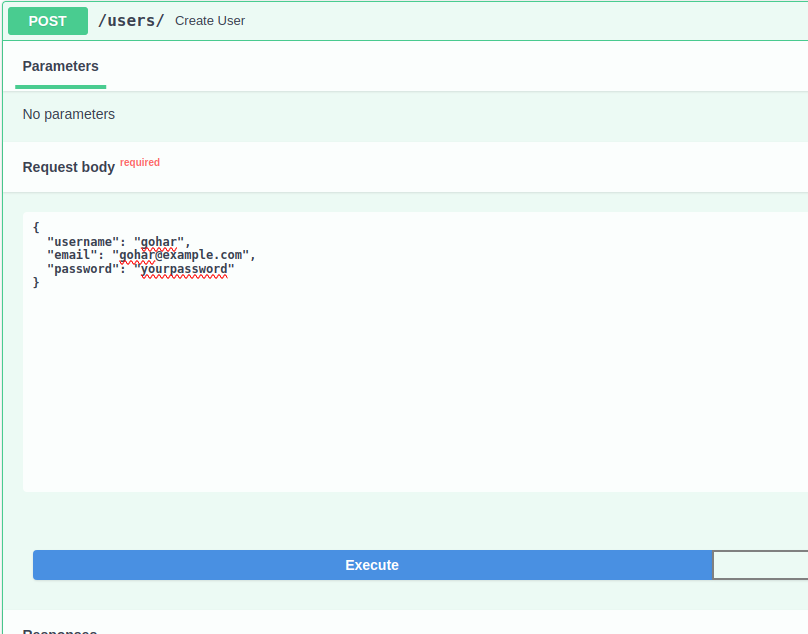 POST /users/ Create User
Parameters
No parameters
Request body required
{
  "username": "gohar",
  "email": "gohar@example.com",
  "password": "yourpassword"
}
Execute
Responses